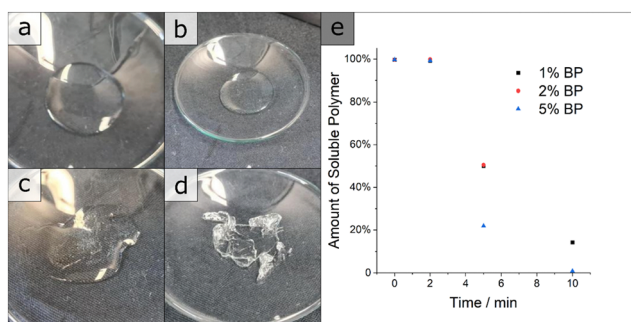 a
b
c
d
e
Amount of Soluble Polymer
100%
80%
60%
40%
20%
0%
1% BP
2% BP
5% BP
0
2
4
6
8
10
Time / min